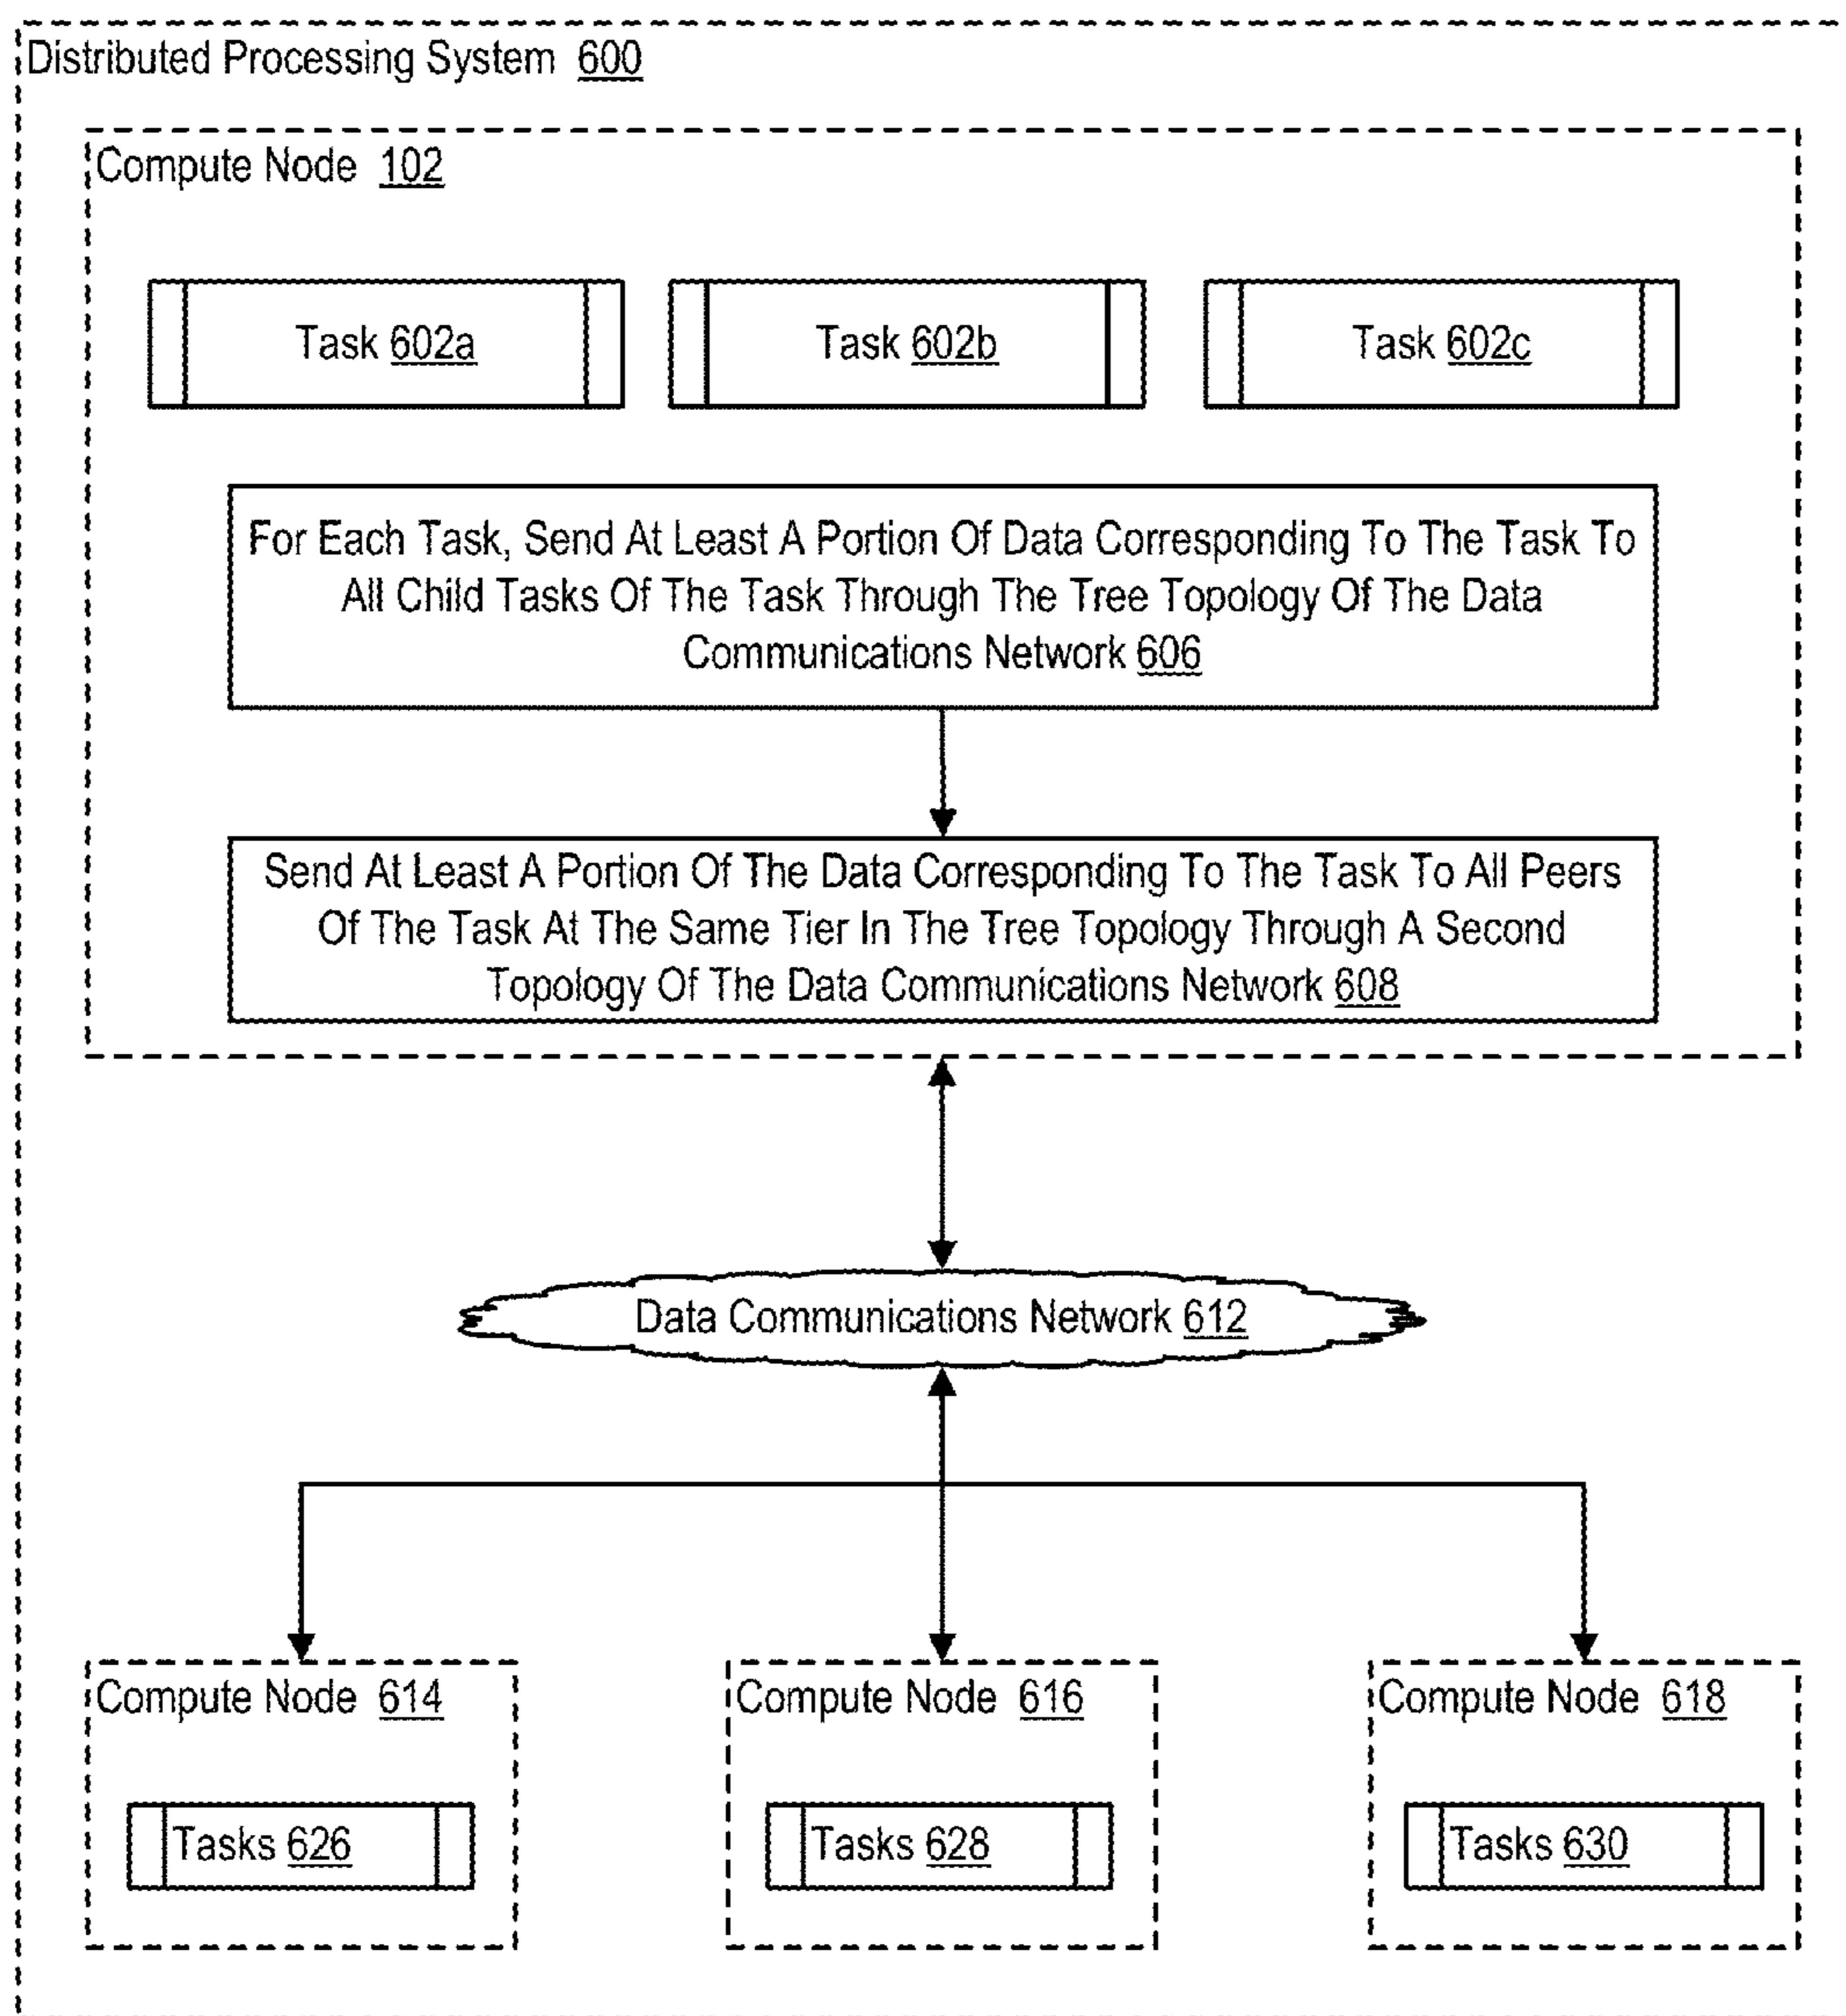 Distributed Processing System 600
Compute Node 102
Task 602a
Task 602b
Task 602c
For Each Task, Send At Least A Portion Of Data Corresponding To The Task To
All Child Tasks Of The Task Through The Tree Topology Of The Data
Communications Network 606
Send At Least A Portion Of The Data Corresponding To The Task To All Peers
Of The Task At The Same Tier In The Tree Topology Through A Second
Topology Of The Data Communications Network 608
Data Communications Network 612
Compute Node 614
Compute Node 616
Compute Node 618
Tasks 626
Tasks 628
Tasks 630